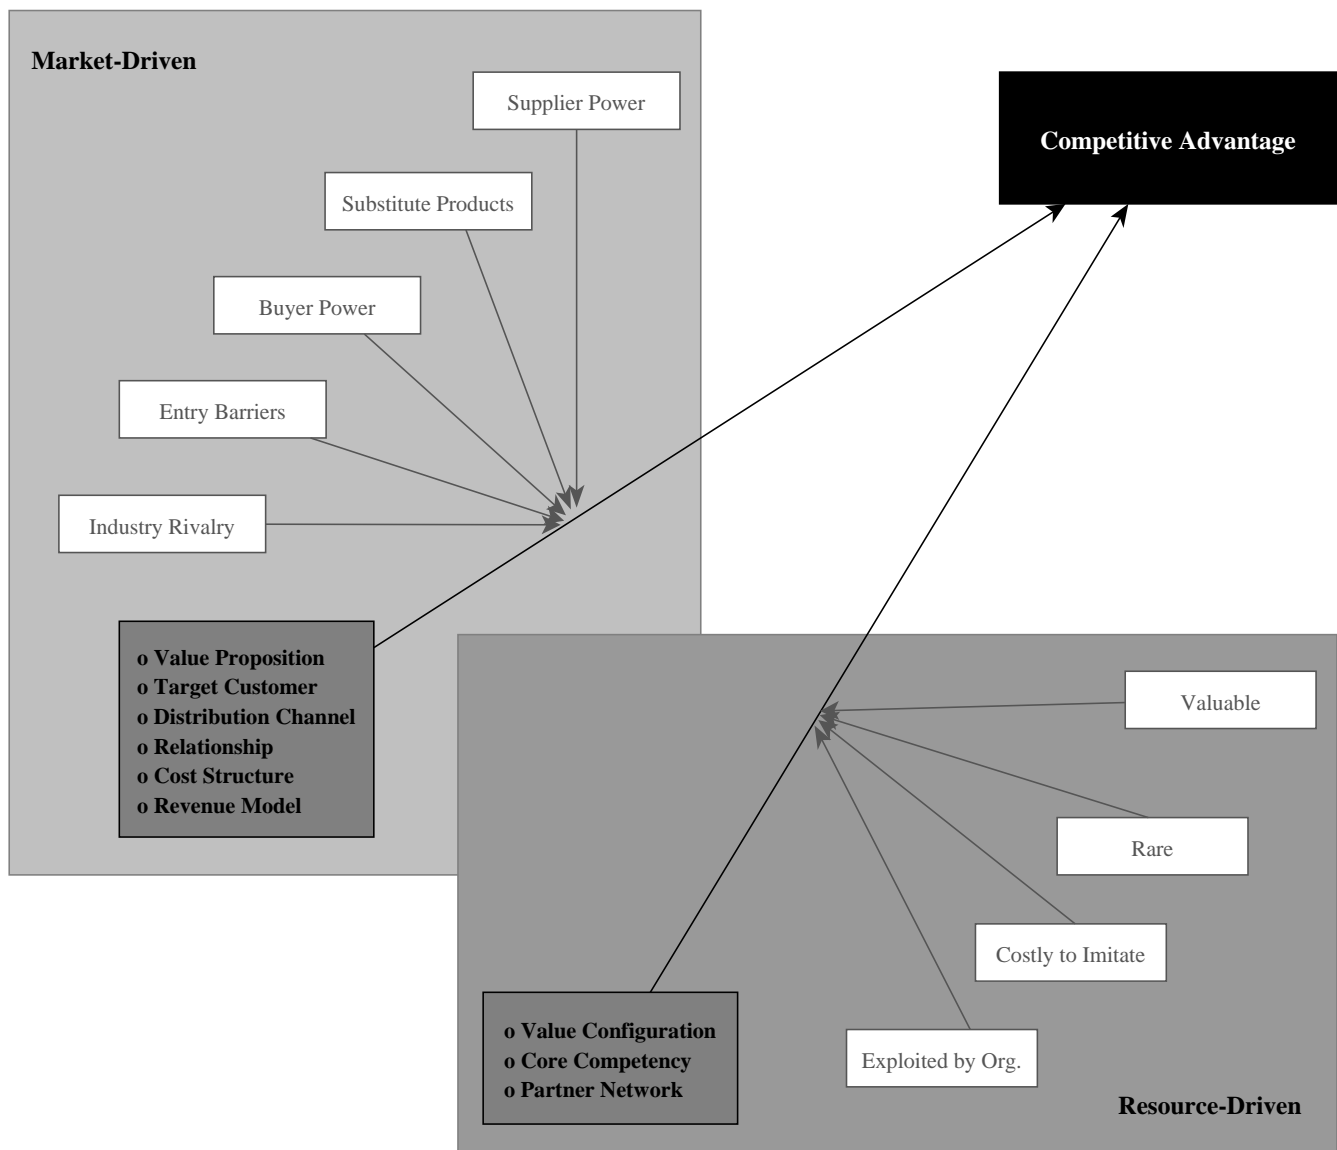 Market-Driven
Supplier Power
Competitive Advantage
Substitute Products
Buyer Power
Entry Barriers
Industry Rivalry
o Value Proposition
o Target Customer
o Distribution Channel
o Relationship
o Cost Structure
o Revenue Model
Valuable
Rare
Costly to Imitate
Exploited by Org.
o Value Configuration
o Core Competency
o Partner Network
Resource-Driven